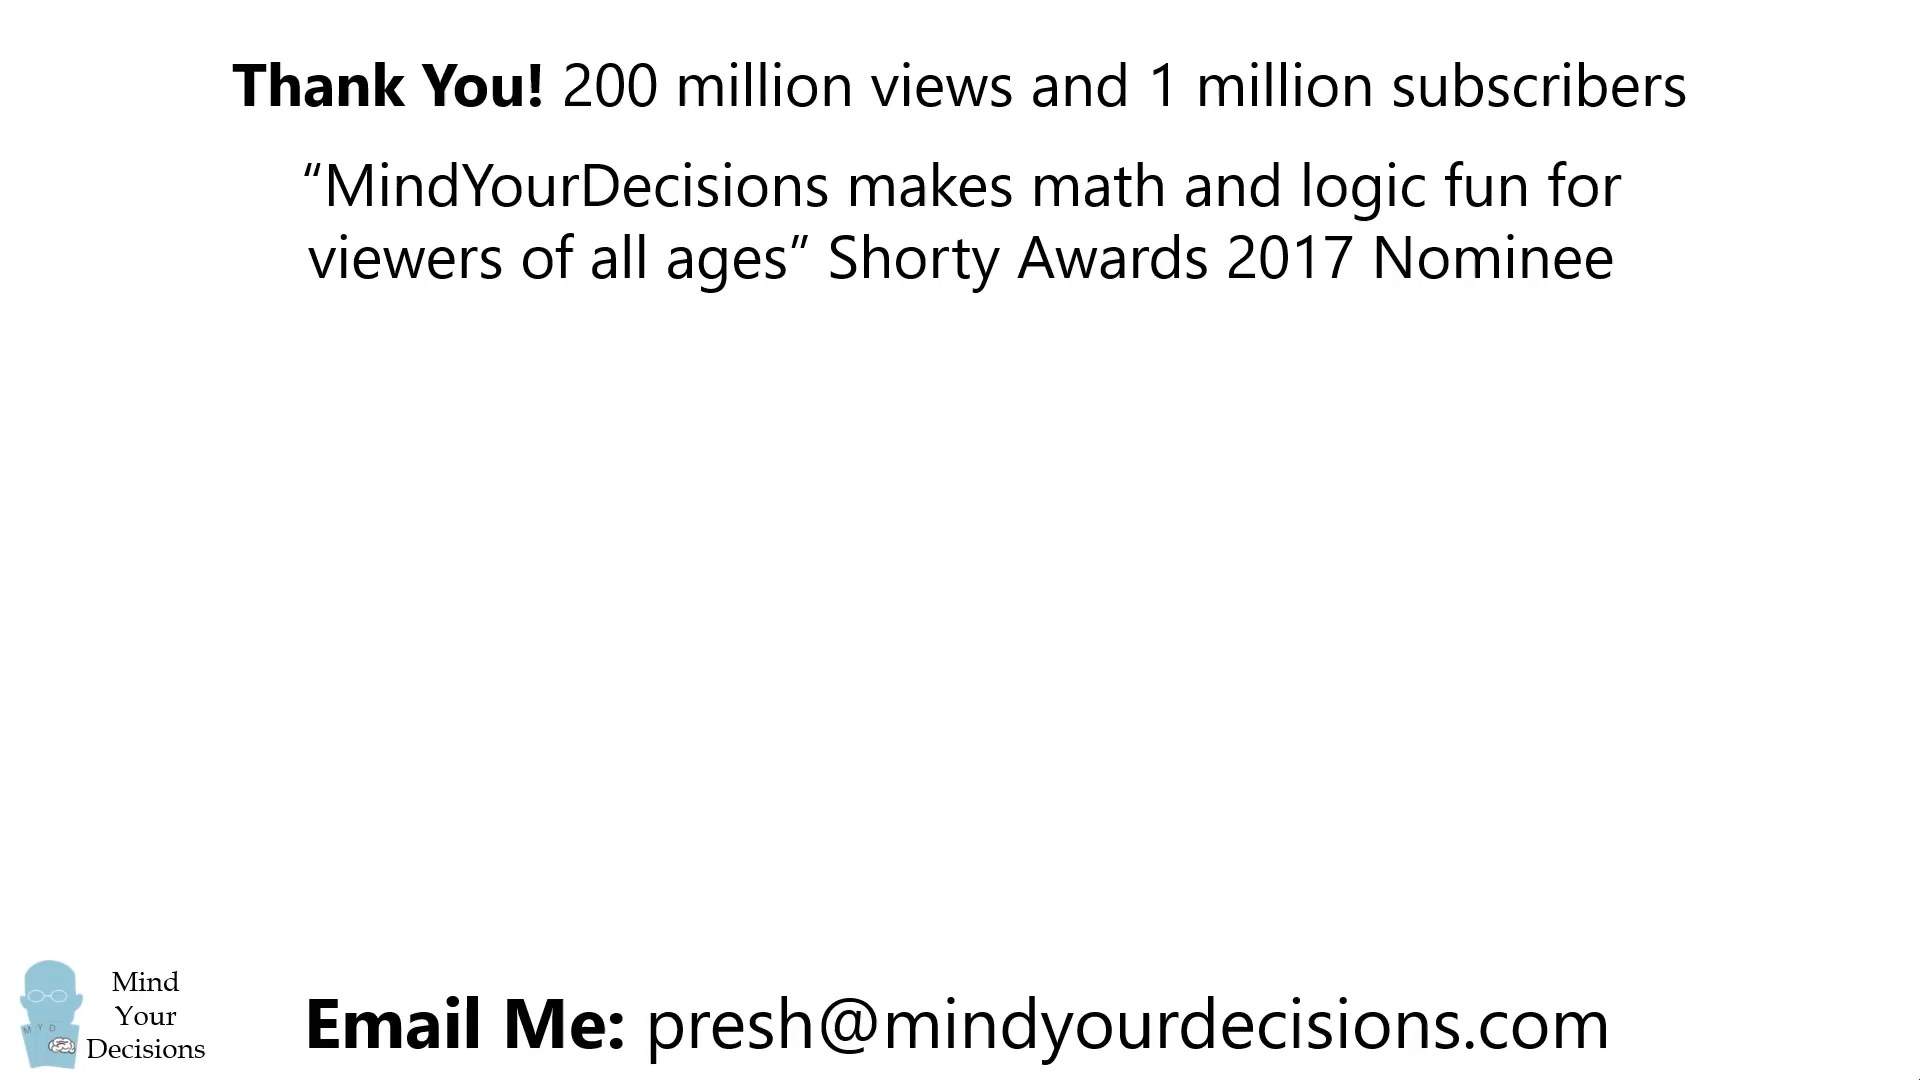 Thank You! 200 million views and 1 million subscribers
“MindYourDecisions makes math and logic fun for
viewers of all ages” Shorty Awards 2017 Nominee
M Y D
Mind
Your
Decisions
Email Me: presh@mindyourdecisions.com